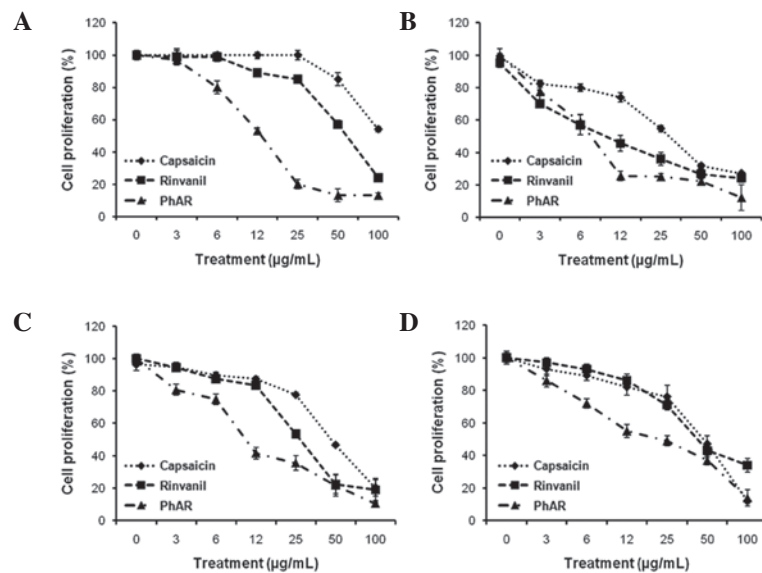 A
Cell proliferation (%)
120
100
80
60
40
20
0
Capsaicin
Rinvanil
PhAR
0 3 6 12 25 50 100
Treatment (µg/mL)
B
Cell proliferation (%)
120
100
80
60
40
20
0
Capsaicin
Rinvanil
PhAR
0 3 6 12 25 50 100
Treatment (µg/mL)
C
Cell proliferation (%)
120
100
80
60
40
20
0
Capsaicin
Rinvanil
PhAR
0 3 6 12 25 50 100
Treatment (µg/mL)
D
Cell proliferation (%)
120
100
80
60
40
20
0
Capsaicin
Rinvanil
PhAR
0 3 6 12 25 50 100
Treatment (µg/mL)